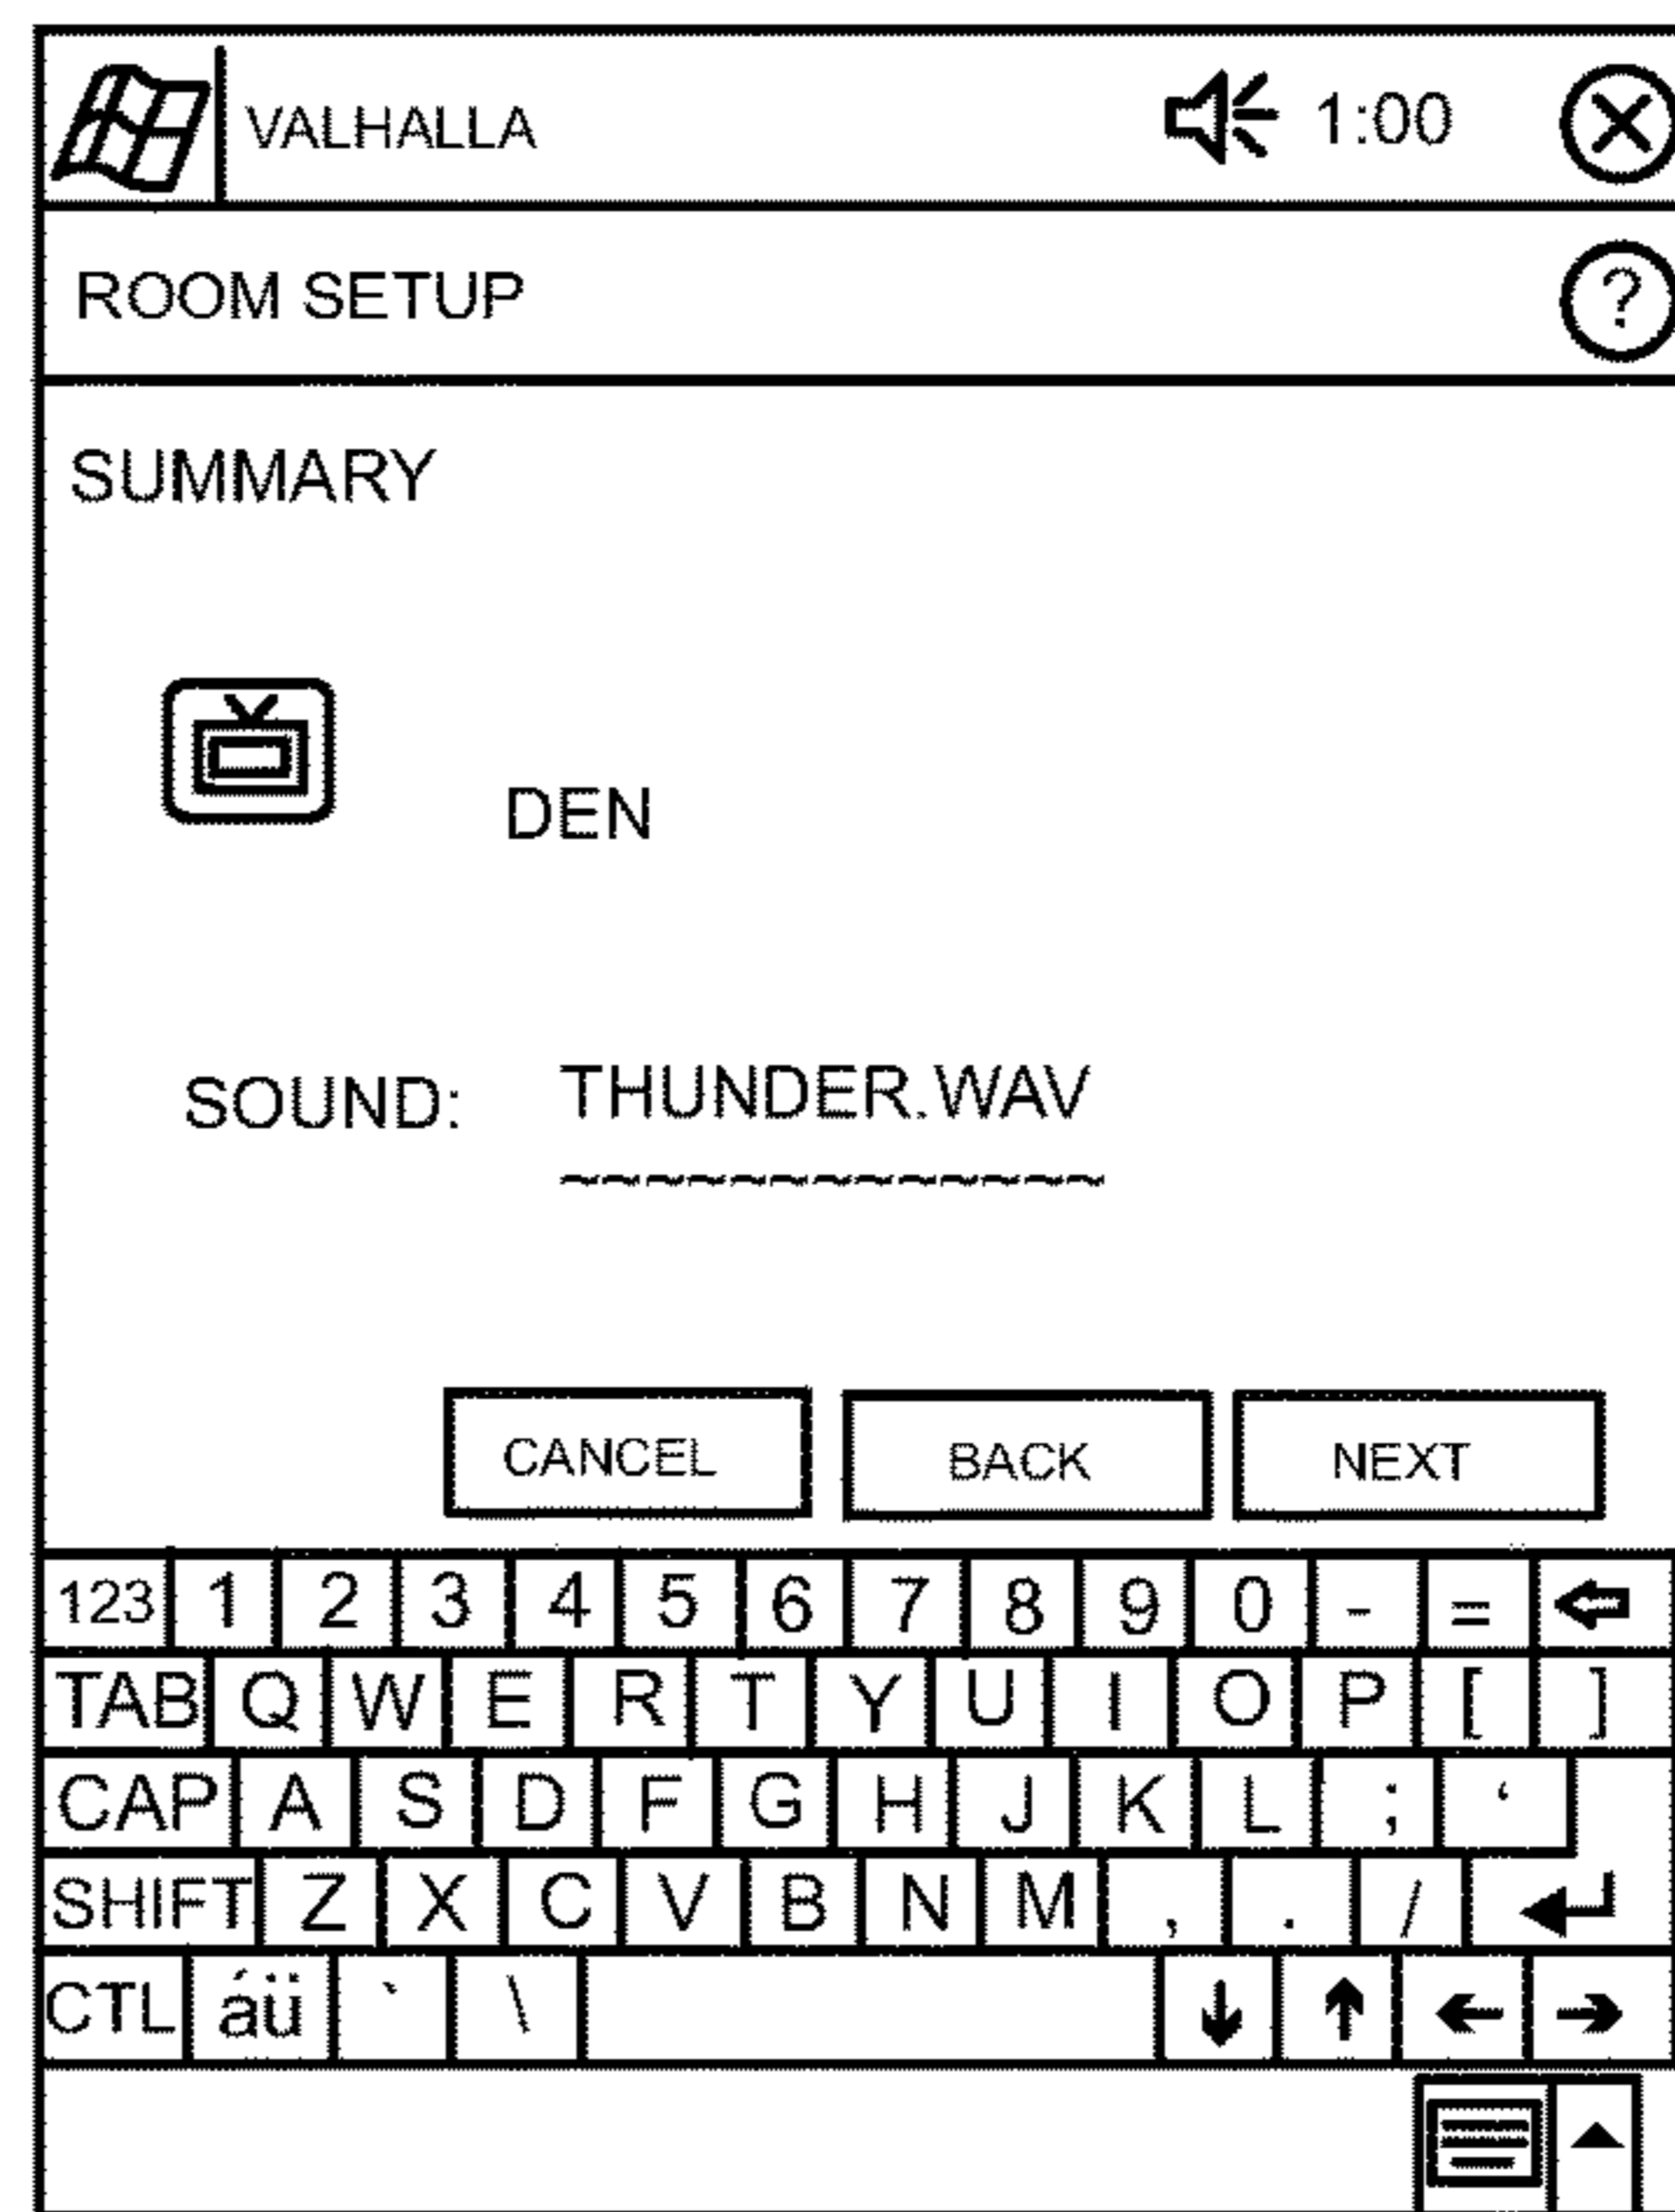 VALHALLA 1:00
ROOM SETUP ?
SUMMARY
DEN
SOUND: THUNDER.WAV
CANCEL BACK NEXT
123 1 2 3 4 5 6 7 8 9 0 - =
TAB Q W E R T Y U I O P [ ]
CAP A S D F G H J K L ; ‘
SHIFT Z X C V B N M , . /
CTL áü ` \